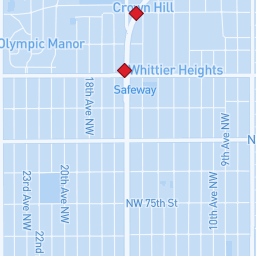 Crown Hill
Olympic Manor
Whittier Heights
Safeway
18th Ave NW
9th Ave NW
20th Ave NW
23rd Ave NW
10th Ave NW
NW 75th St
22nd